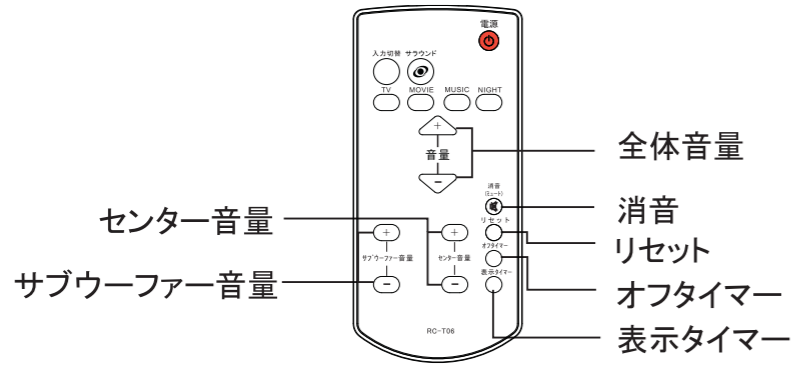 電源
入力切替 サラウンド
TV MOVIE MUSIC NIGHT
+
音量
−
全体音量
消音
(ミュート)
消音
リセット
リセット
センター音量
+ +
サブウーファー音量 センター音量
オフタイマー
− −
サブウーファー音量
表示タイマー
オフタイマー
表示タイマー
RC-T06